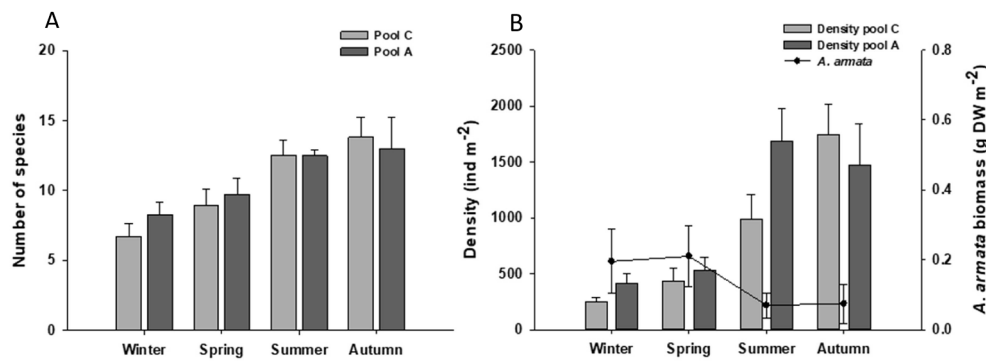 A
Pool C
Pool A
Number of species
20
15
10
5
0
Winter Spring Summer Autumn
B
Density pool C
Density pool A
A. armata
Density (ind m-2)
2500
2000
1500
1000
500
0
0.8
0.6
0.4
0.2
0.0
A. armata biomass (g DW m-2)
Winter Spring Summer Autumn